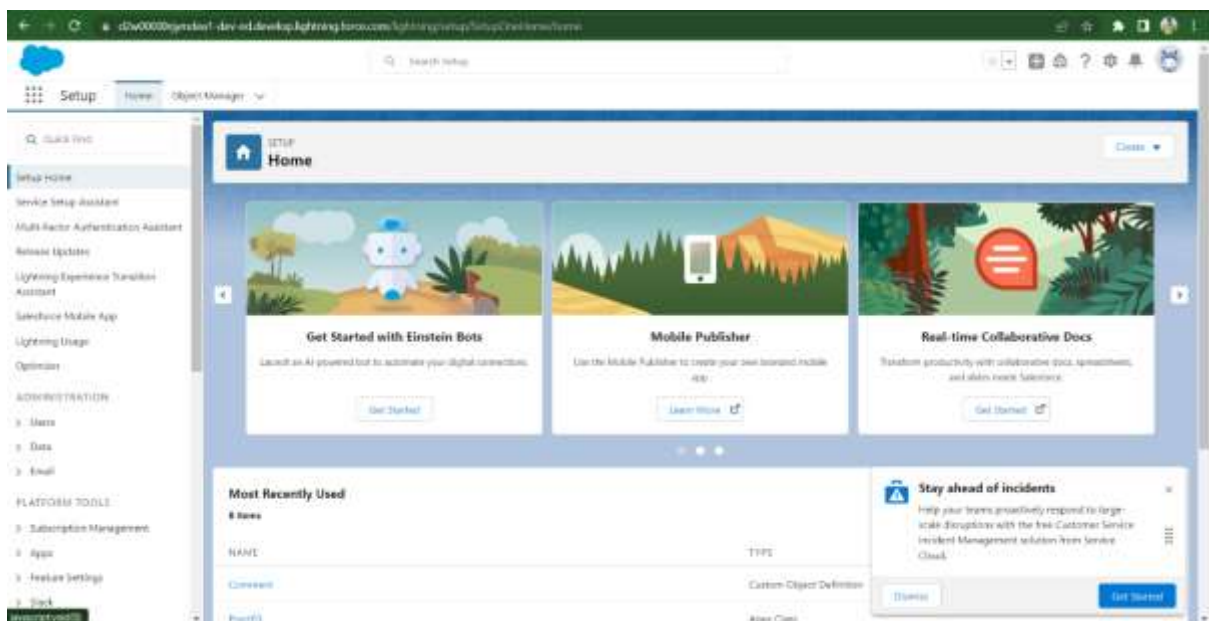 Search Setup
Setup
Home
Object Manager
Quick Find
Setup Home
Service Setup Assistant
Multi-Factor Authentication Assistant
Release Updates
Lightning Experience Transition
Assistant
Salesforce Mobile App
Lightning Usage
Optimizer
ADMINISTRATION
Users
Data
Email
PLATFORM TOOLS
Subscription Management
Apps
Feature Settings
Slack
SETUP
Home
Create
Get Started with Einstein Bots
Launch an AI-powered bot to automate your digital connections.
Get Started
Mobile Publisher
Use the Mobile Publisher to create your own branded mobile
app.
Learn More
Real-time Collaborative Docs
Transform productivity with collaborative docs, spreadsheets,
and slides inside Salesforce.
Get Started
Most Recently Used
8 items
NAME
TYPE
Comment
Custom Object Definition
Apex Class
Stay ahead of incidents
Help your teams proactively respond to large-
scale disruptions with the free Customer Service
Incident Management solution from Service
Cloud.
Dismiss
Get Started